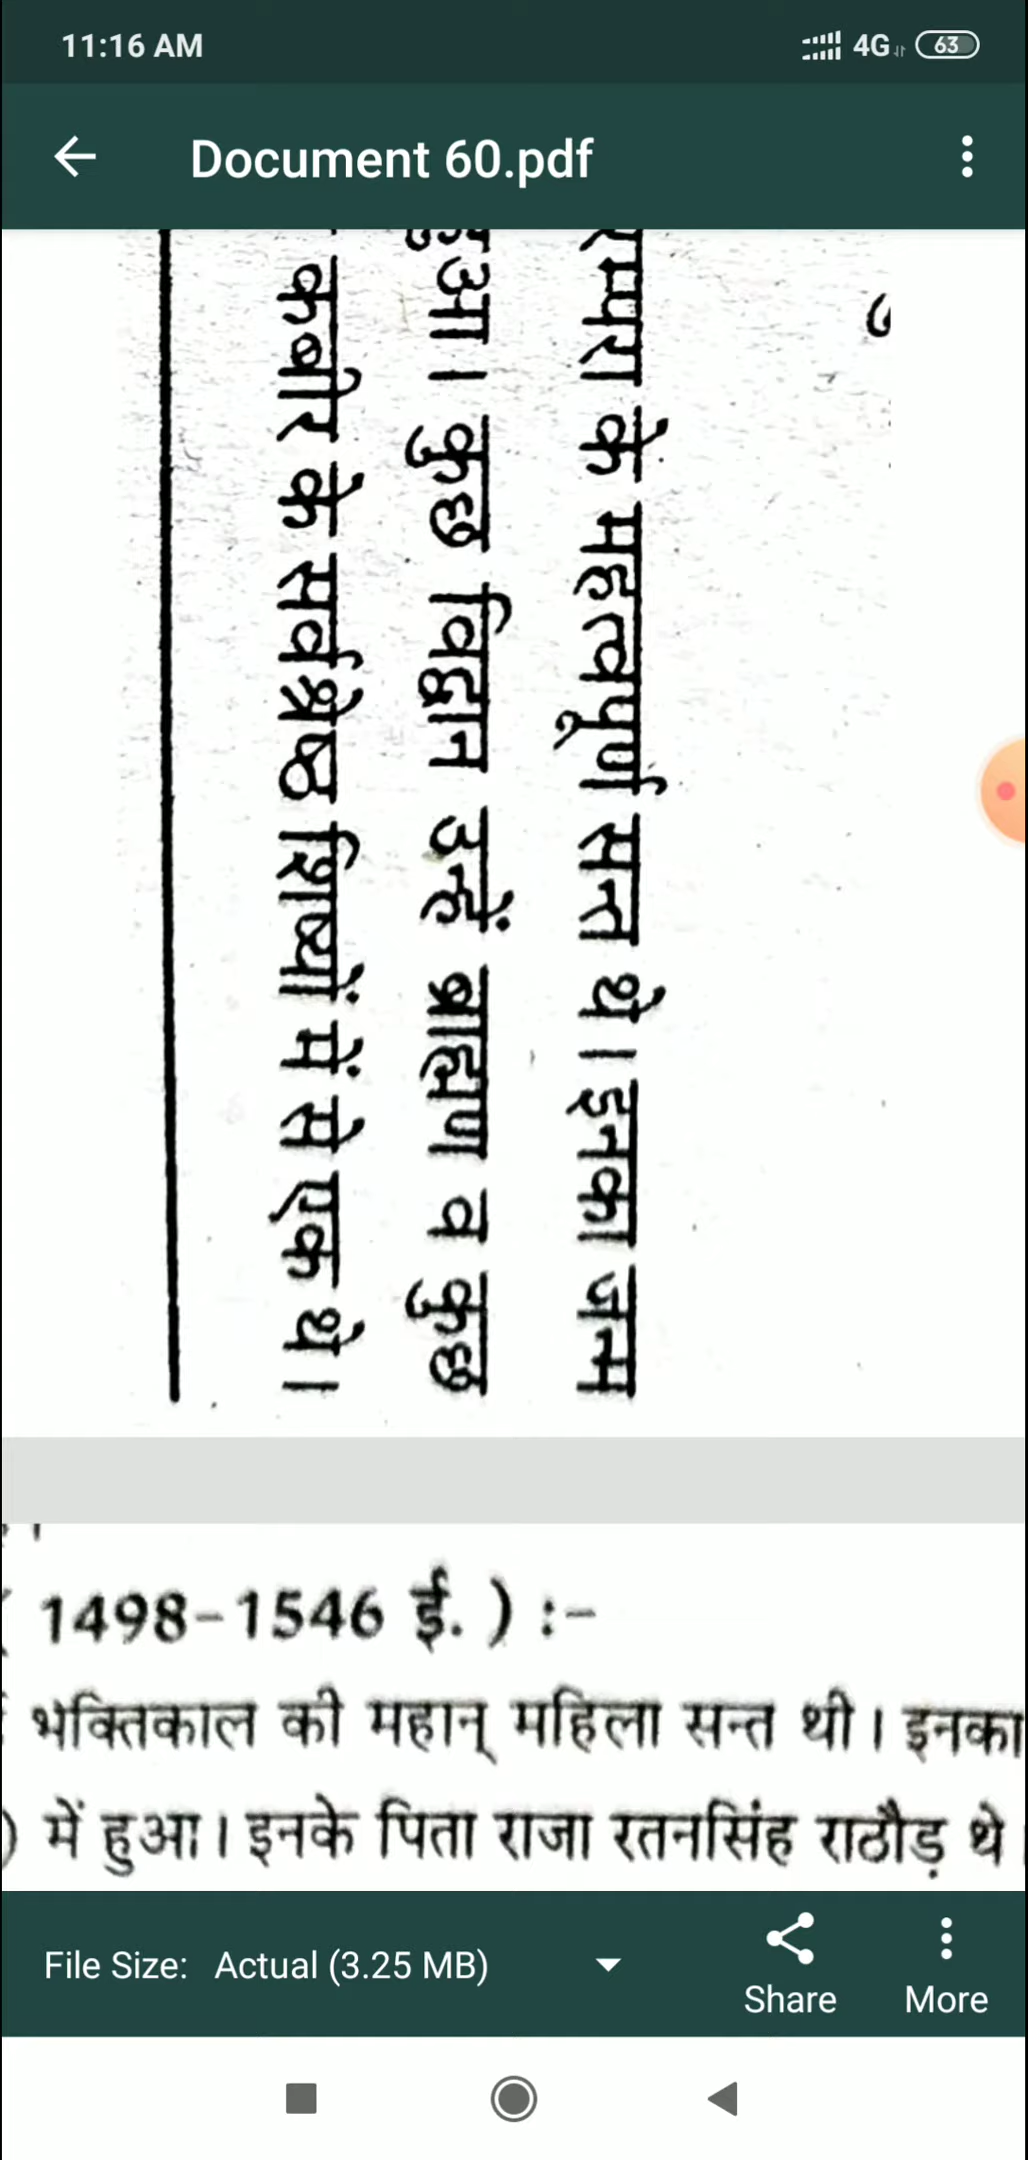 11:16 AM
4G 63
Document 60.pdf
के महत्वपूर्ण सन्त थे। इनका जन्म
हुआ। कुछ विद्वान उन्हें ब्राह्मण व कुछ
कबीर के सर्वश्रेष्ठ शिष्यों में से एक थे।
1498-1546 ई. ) :-
भक्तिकाल की महान् महिला सन्त थी। इनका
) में हुआ। इनके पिता राजा रतनसिंह राठौड़ थे
File Size: Actual (3.25 MB)
Share
More